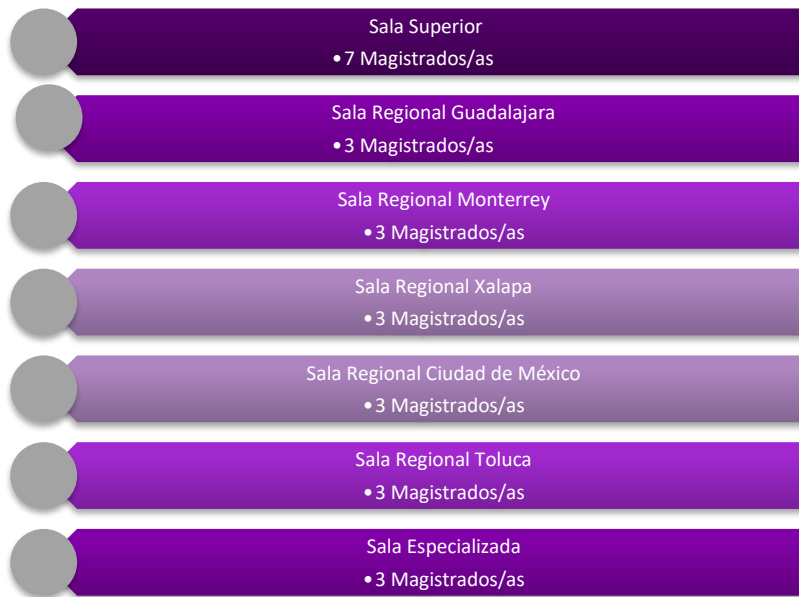 Sala Superior
• 7 Magistrados/as
Sala Regional Guadalajara
• 3 Magistrados/as
Sala Regional Monterrey
• 3 Magistrados/as
Sala Regional Xalapa
• 3 Magistrados/as
Sala Regional Ciudad de México
• 3 Magistrados/as
Sala Regional Toluca
• 3 Magistrados/as
Sala Especializada
• 3 Magistrados/as